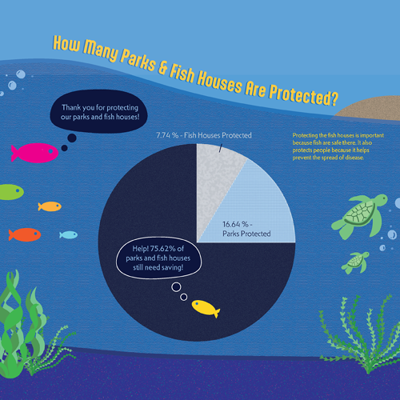 How Many Parks & Fish Houses Are Protected?
Thank you for protecting
our parks and fish houses!
7.74 % - Fish Houses Protected
Protecting the fish houses is important
because fish are safe there. It also
protects people because it helps
prevent the spread of disease.
16.64 % -
Parks Protected
Help! 75.62% of
parks and fish houses
still need saving!